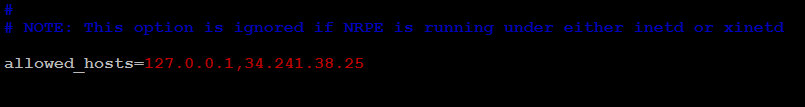 #
# NOTE: This option is ignored if NRPE is running under either inetd or xinetd
allowed_hosts=127.0.0.1,34.241.38.25